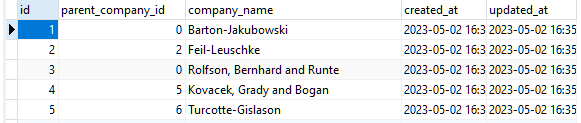 id parent_company_id company_name created_at updated_at
1 0 Barton-Jakubowski 2023-05-02 16:3 2023-05-02 16:35
2 2 Feil-Leuschke 2023-05-02 16:3 2023-05-02 16:35
3 0 Rolfson, Bernhard and Runte 2023-05-02 16:3 2023-05-02 16:35
4 5 Kovacek, Grady and Bogan 2023-05-02 16:3 2023-05-02 16:35
5 6 Turcotte-Gislason 2023-05-02 16:3 2023-05-02 16:35